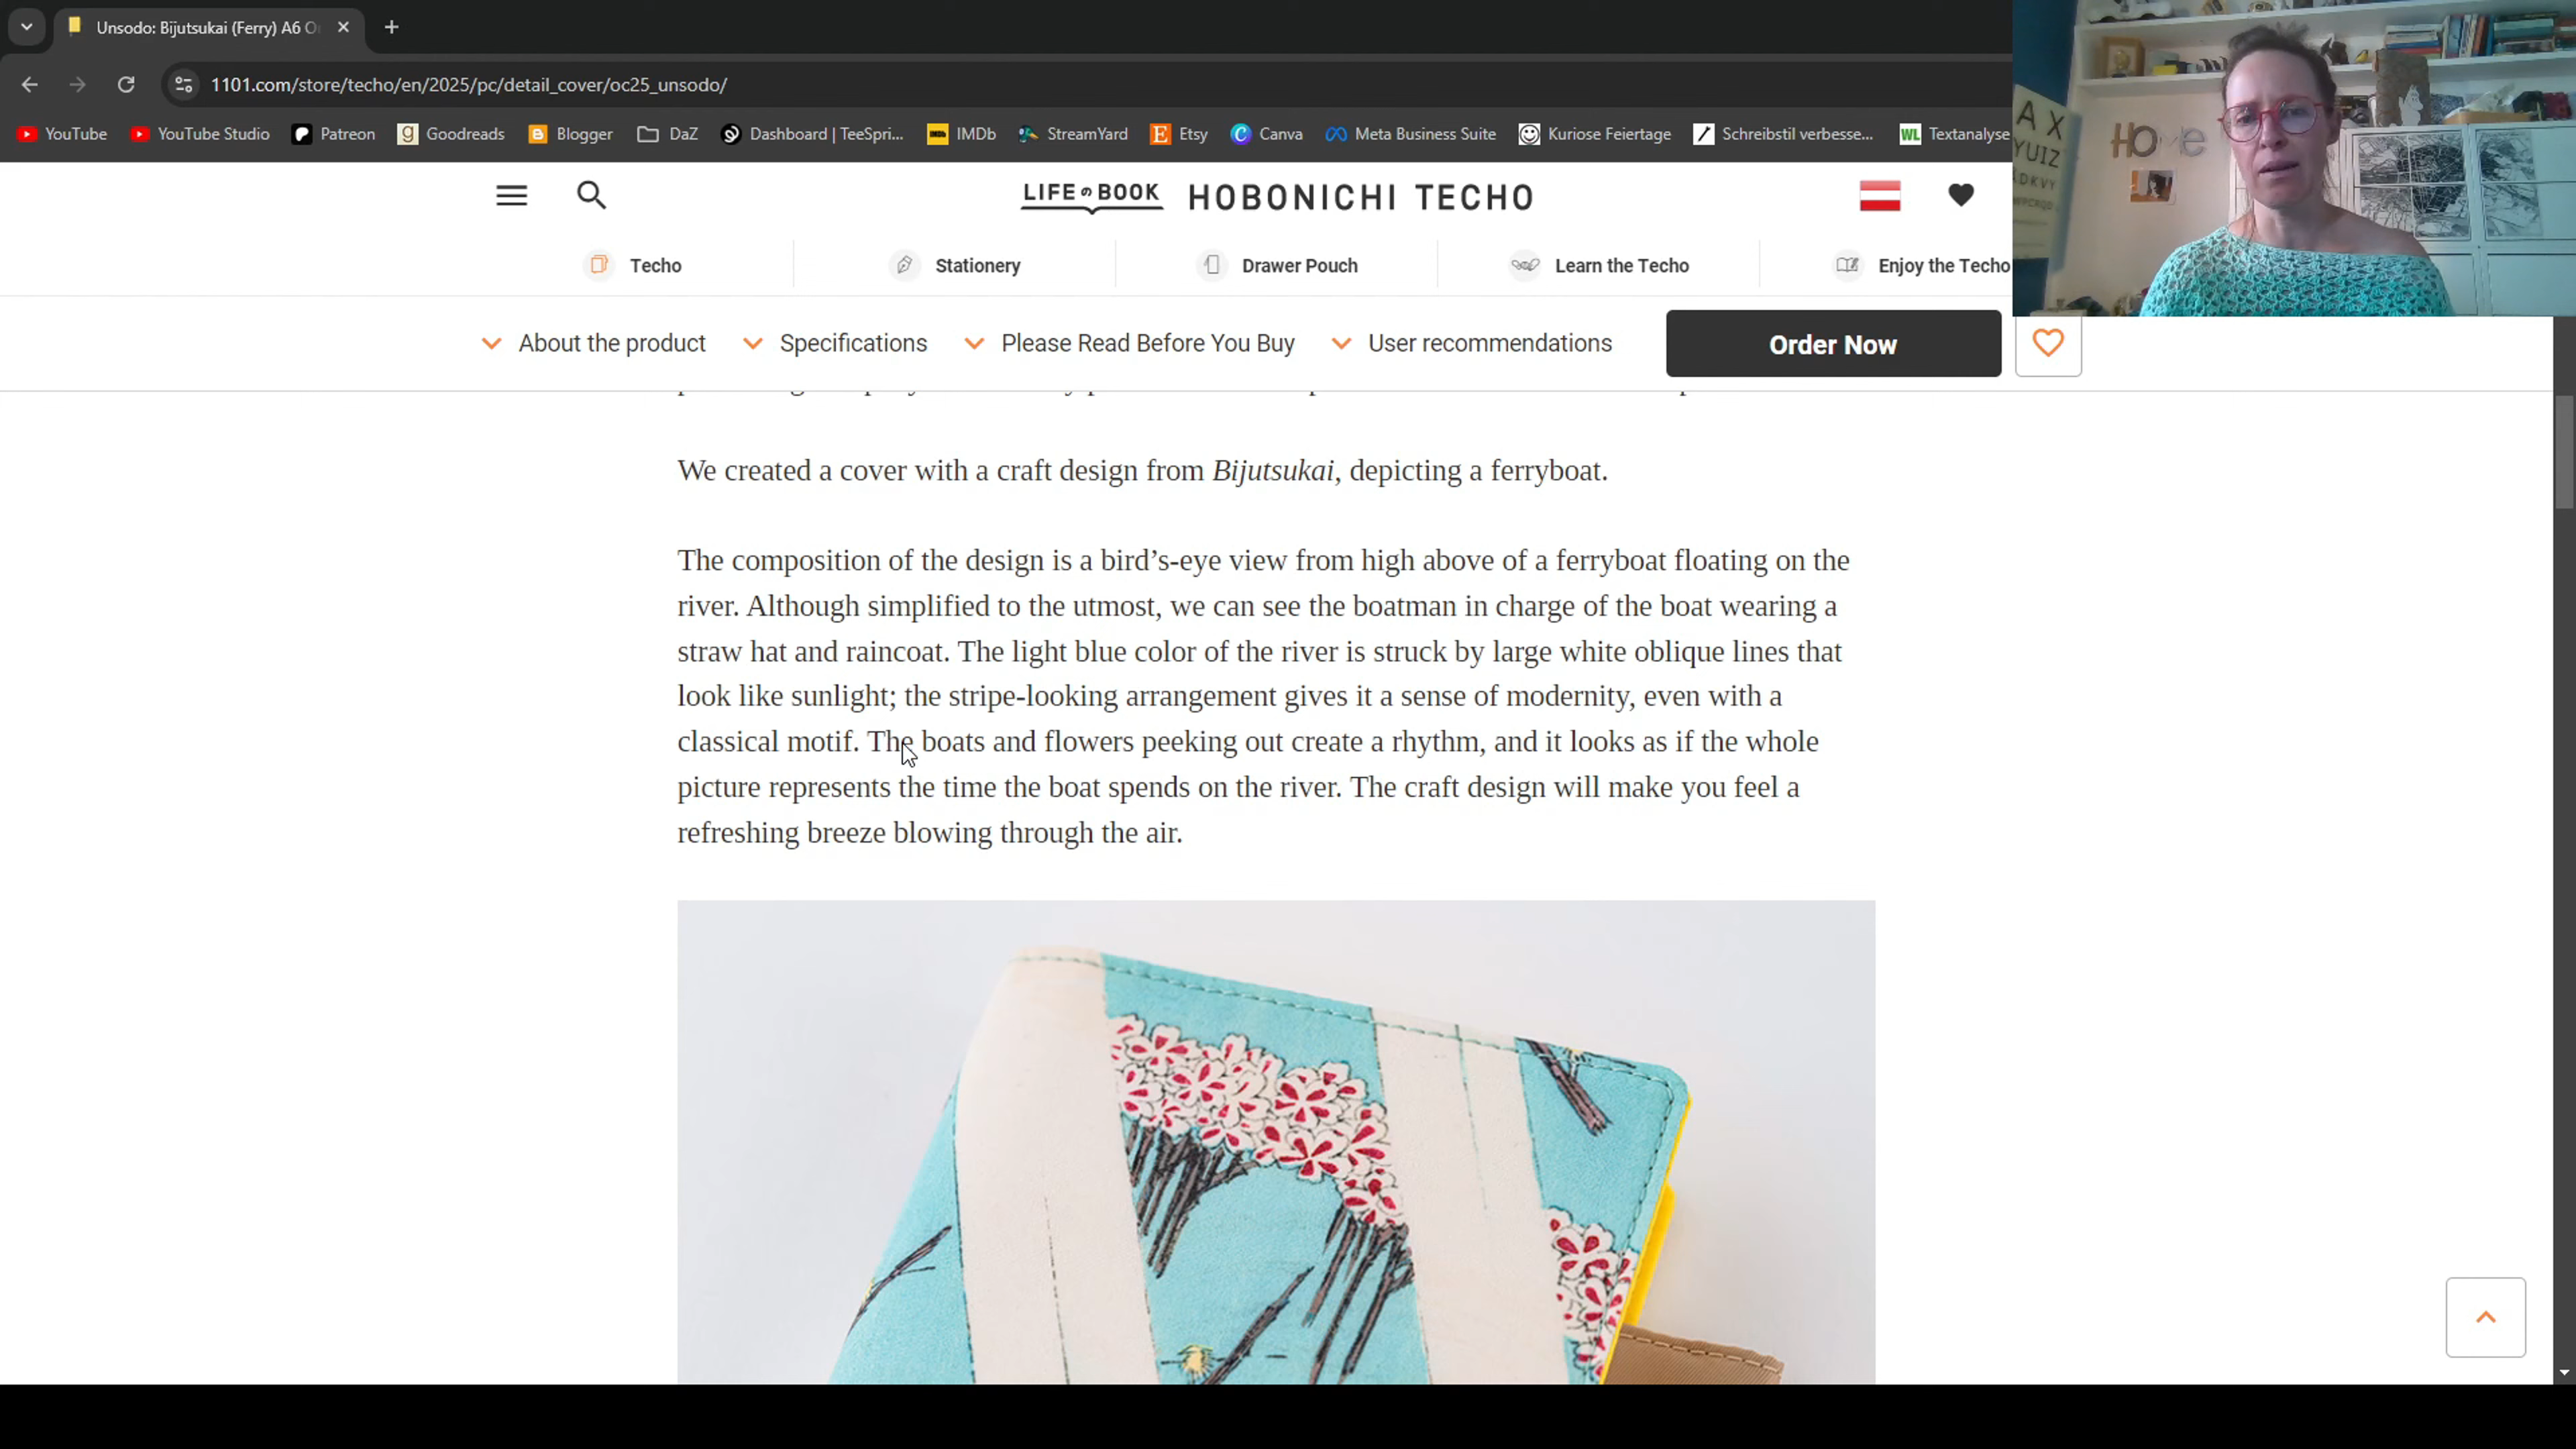 Unsodo: Bijutsukai (Ferry) A6 O
1101.com/store/techo/en/2025/pc/detail_cover/oc25_unsodo/
YouTube YouTube Studio Patreon Goodreads Blogger DaZ Dashboard | TeeSpri... IMDb StreamYard Etsy Canva Meta Business Suite Kuriose Feiertage Schreibstil verbesse... WL Textanalyse
A X
YUIZ
DKVY
HOme
LIFE の BOOK HOBONICHI TECHO
Techo Stationery Drawer Pouch Learn the Techo Enjoy the Techo
About the product Specifications Please Read Before You Buy User recommendations Order Now
We created a cover with a craft design from Bijutsukai, depicting a ferryboat.
The composition of the design is a bird’s-eye view from high above of a ferryboat floating on the
river. Although simplified to the utmost, we can see the boatman in charge of the boat wearing a
straw hat and raincoat. The light blue color of the river is struck by large white oblique lines that
look like sunlight; the stripe-looking arrangement gives it a sense of modernity, even with a
classical motif. The boats and flowers peeking out create a rhythm, and it looks as if the whole
picture represents the time the boat spends on the river. The craft design will make you feel a
refreshing breeze blowing through the air.